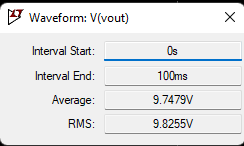 Waveform: V(vout)
Interval Start: 0s
Interval End: 100ms
Average: 9.7479V
RMS: 9.8255V